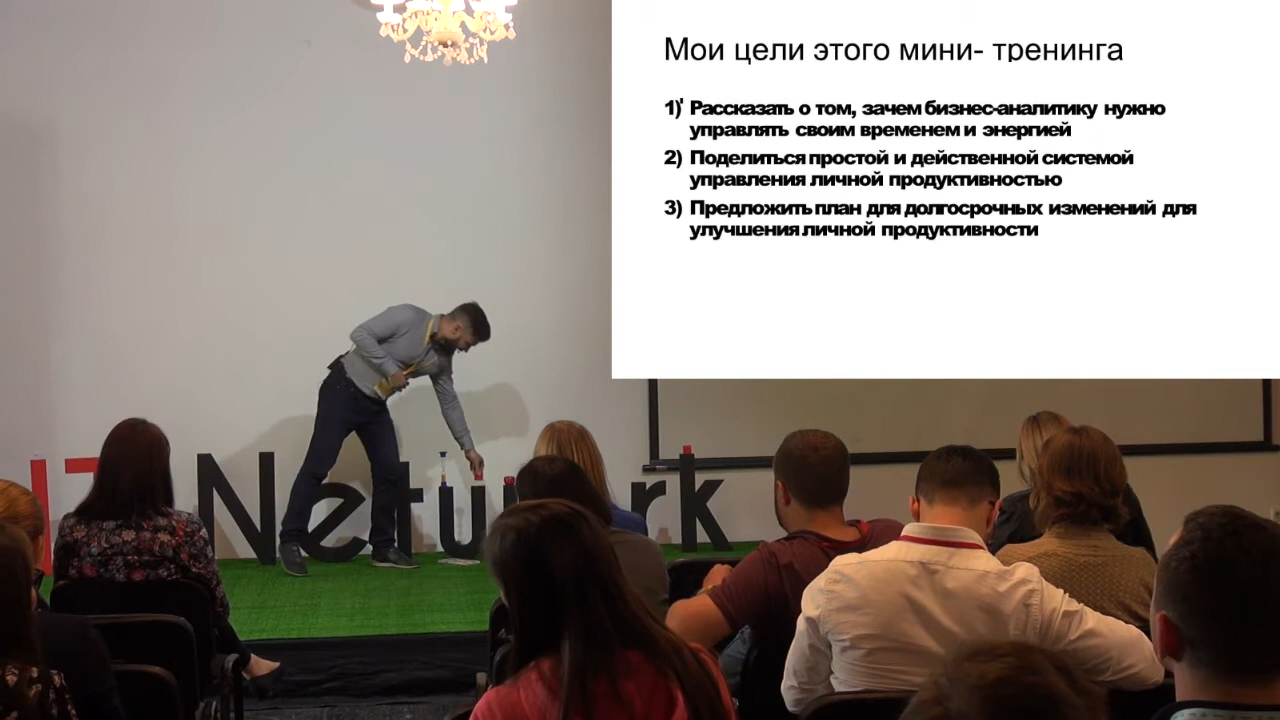 Мои цели этого мини- тренинга
1) Рассказать о том, зачем бизнес-аналитику нужно
управлять своим временем и энергией
2) Поделиться простой и действенной системой
управления личной продуктивностью
3) Предложить план для долгосрочных изменений для
улучшения личной продуктивности
IT Network